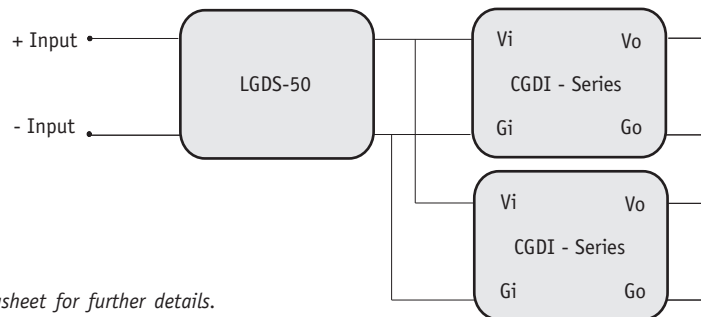 + Input
- Input
LGDS-50
Vi Vo
CGDI - Series
Gi Go
Vi Vo
CGDI - Series
Gi Go
for further details.